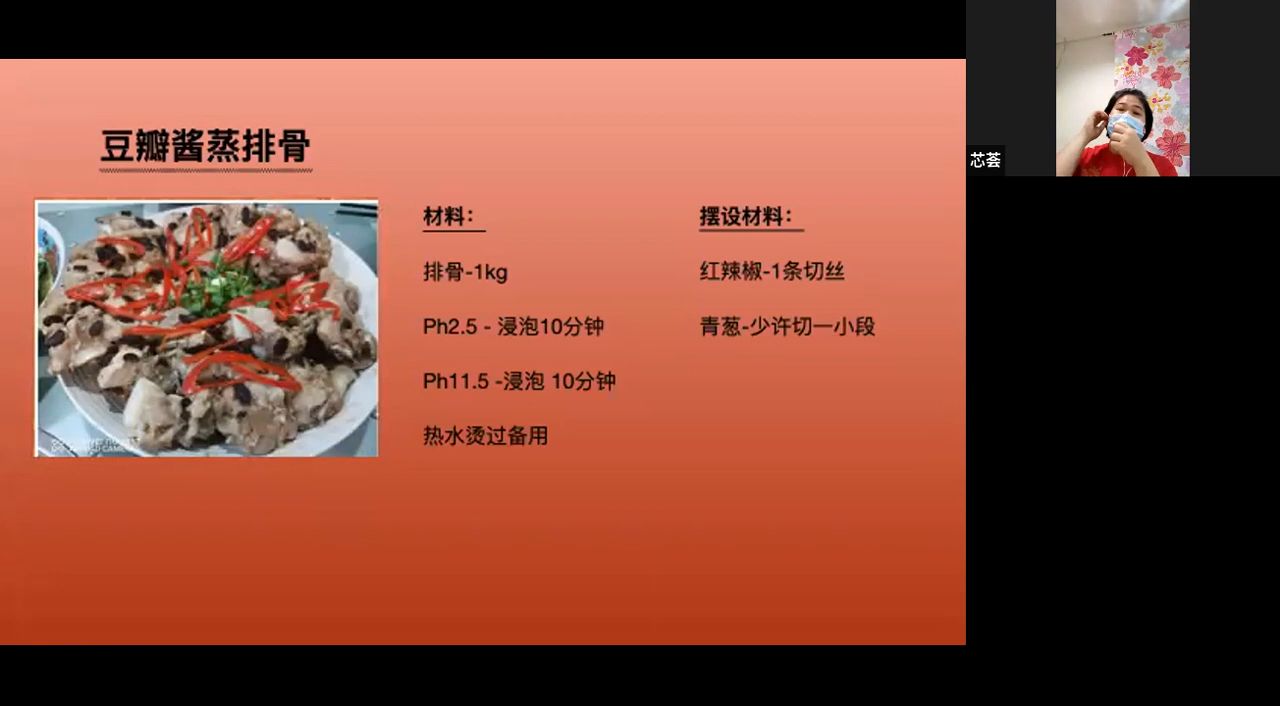 豆瓣酱蒸排骨
材料：
排骨-1kg
Ph2.5 - 浸泡10分钟
Ph11.5 -浸泡 10分钟
热水烫过备用
摆设材料：
红辣椒-1条切丝
青葱-少许切一小段
芯荟